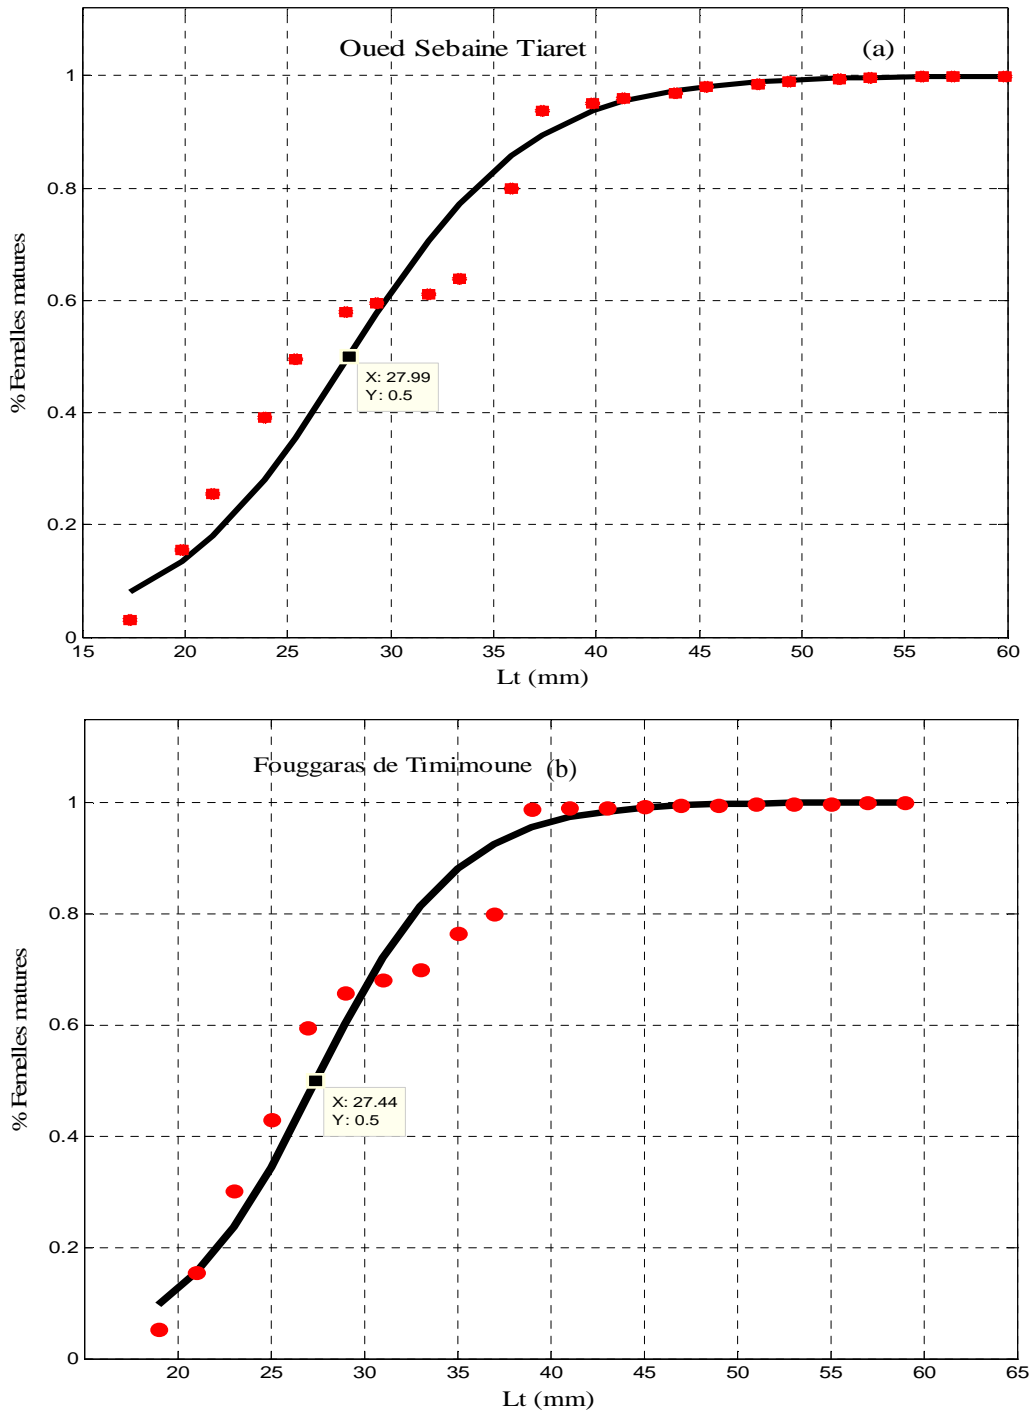 Oued Sebaine Tiaret (a)
1
0.8
0.6
0.4
0.2
0
% Femelles matures
X: 27.99
Y: 0.5
15 20 25 30 35 40 45 50 55 60
Lt (mm)
Fouggaras de Timimoune (b)
1
0.8
0.6
0.4
0.2
0
% Femelles matures
X: 27.44
Y: 0.5
20 25 30 35 40 45 50 55 60 65
Lt (mm)